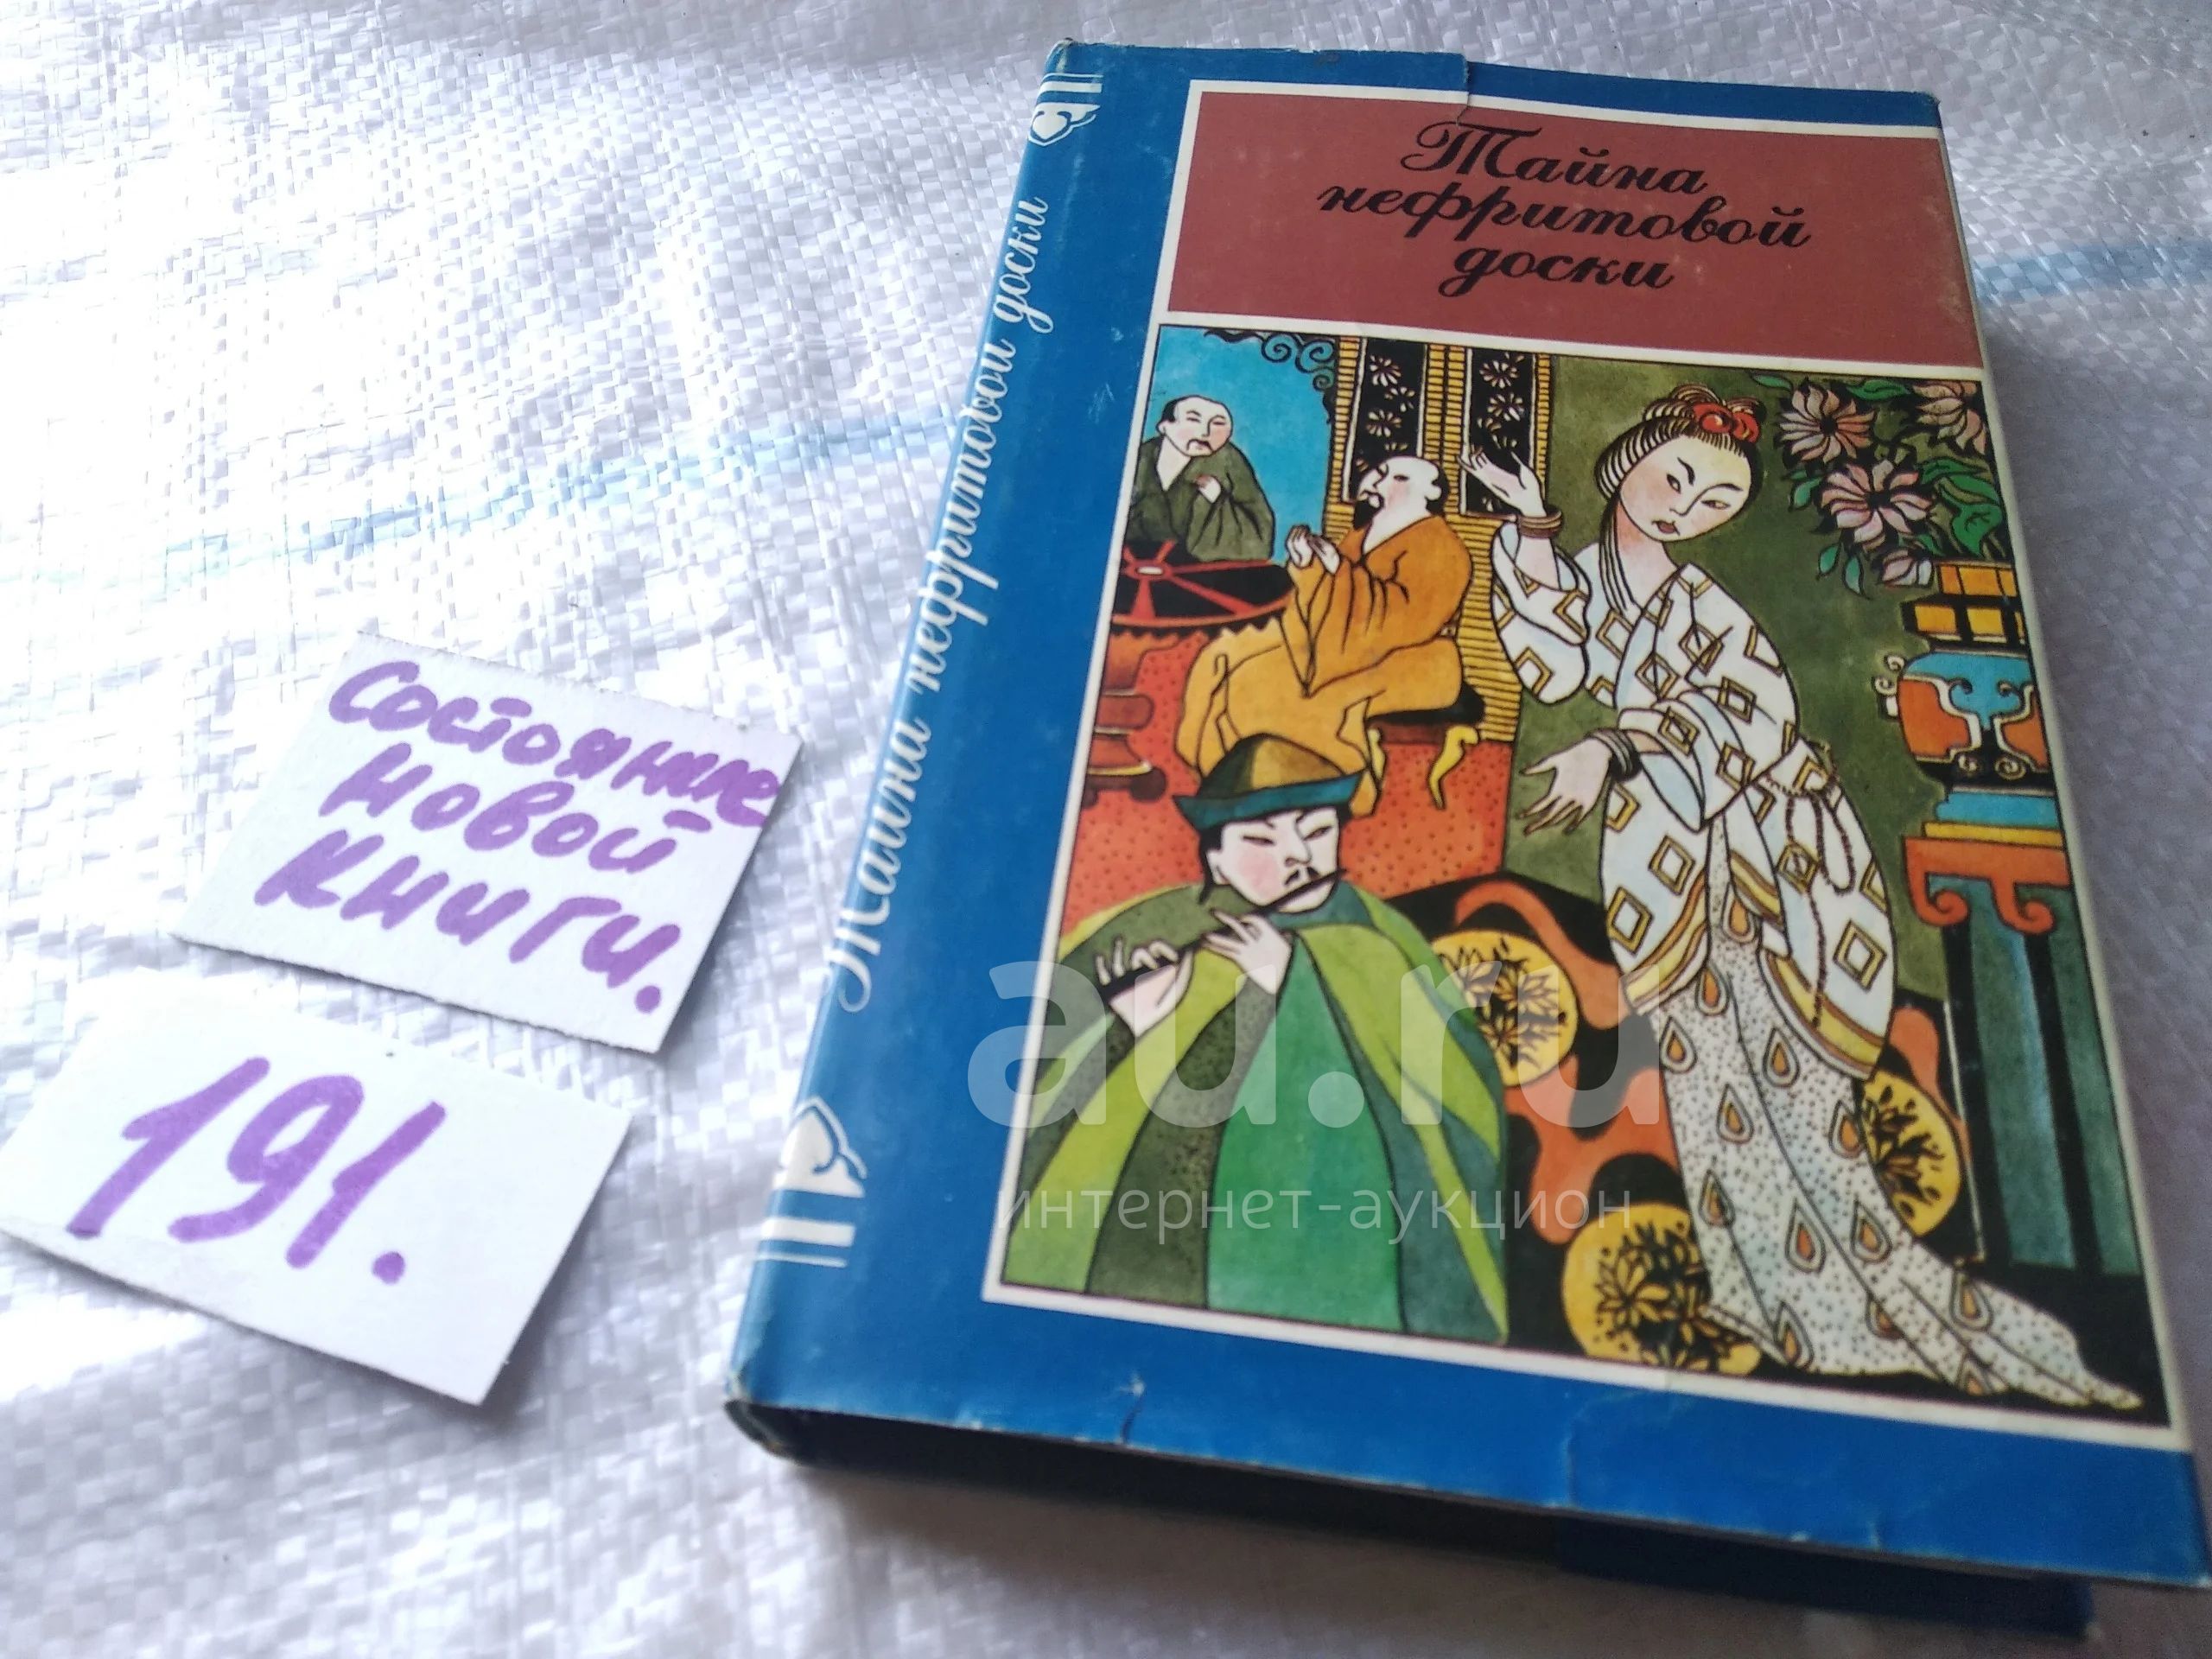 Тайна
нефритовой
доски
Тайна нефритовой доски
Состояние
новой
книги.
191.
au.ru
интернет-аукцион